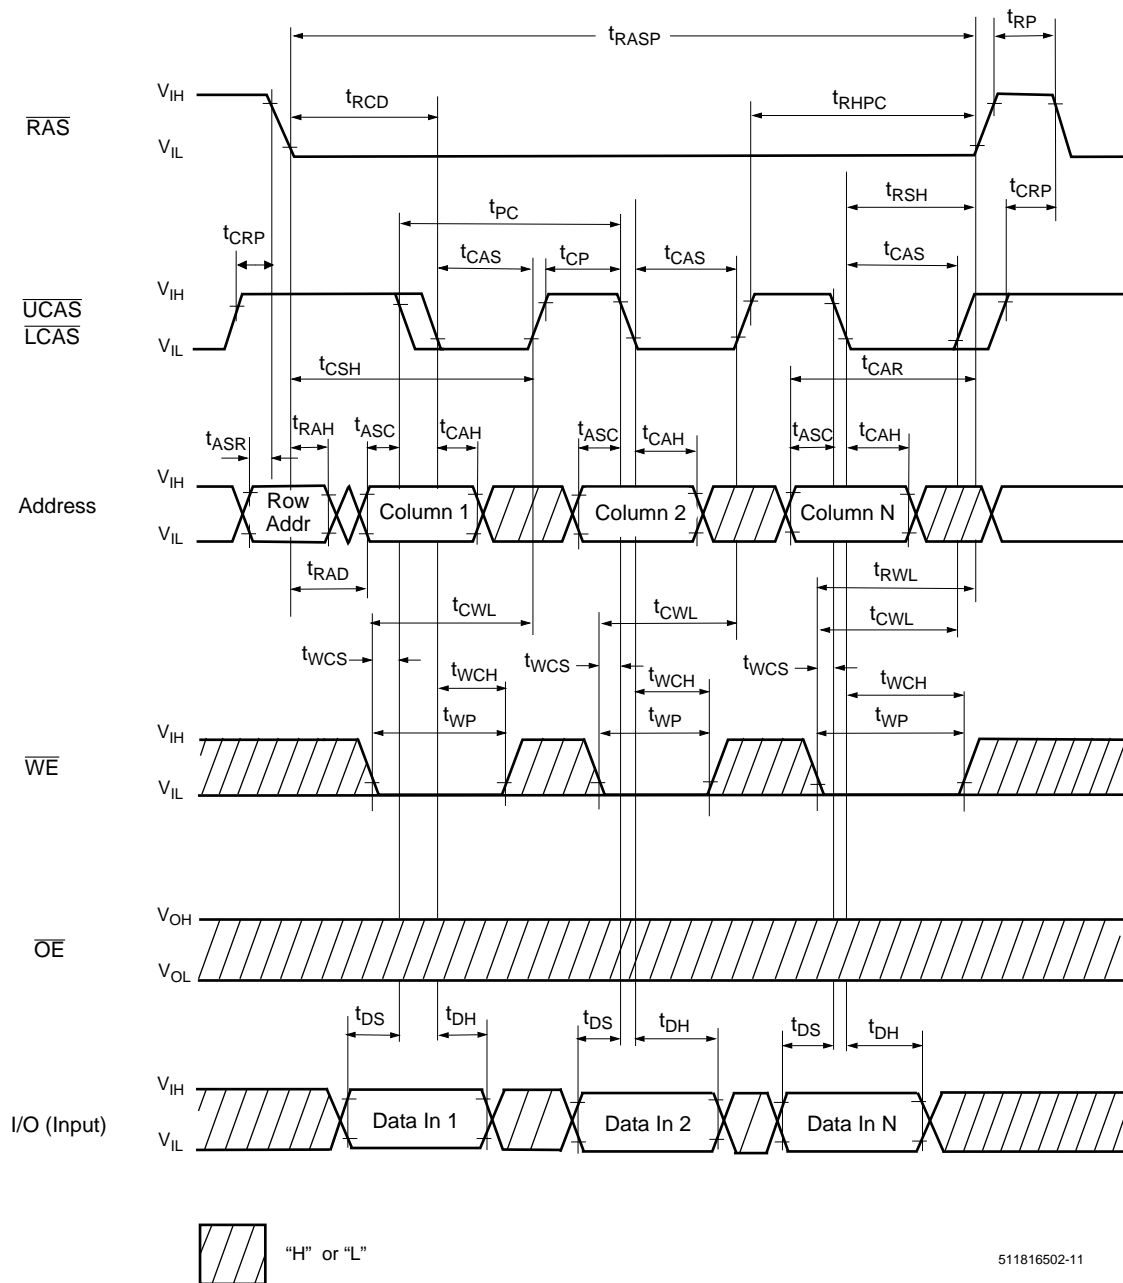 tRASP
tRP
VIH
RAS
VIL
tRCD
tRHPC
tRSH
tCRP
tPC
tCRP
tCAS
tCP
tCAS
tCAS
VIH
UCAS
LCAS
VIL
tCSH
tCAR
tASR
tRAH
tASC
tCAH
tASC
tCAH
tASC
tCAH
VIH
Address
VIL
Row
Addr
Column 1
Column 2
Column N
tRAD
tRWL
tCWL
tCWL
tCWL
tWCS
tWCH
tWCS
tWCH
tWCS
tWCH
tWP
tWP
tWP
VIH
WE
VIL
VOH
OE
VOL
tDS
tDH
tDS
tDH
tDS
tDH
VIH
I/O (Input)
VIL
Data In 1
Data In 2
Data In N
“H” or “L”
511816502-11